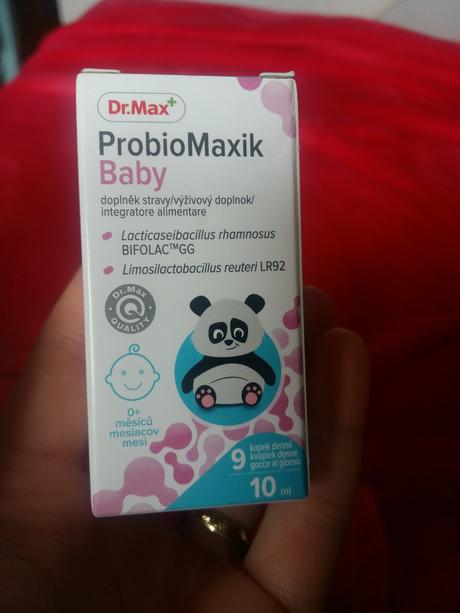 Dr.Max+
ProbioMaxik
Baby
doplněk stravy/výživový doplnok/
integratore alimentare
Lacticaseibacillus rhamnosus
BIFOLAC™GG
Limosilactobacillus reuteri LR92
Dr.Max
QUALITY
0+
měsíců
mesiacov
mesi
9 kapek denně
kvapiek denne
gocce al giorno
10 ml